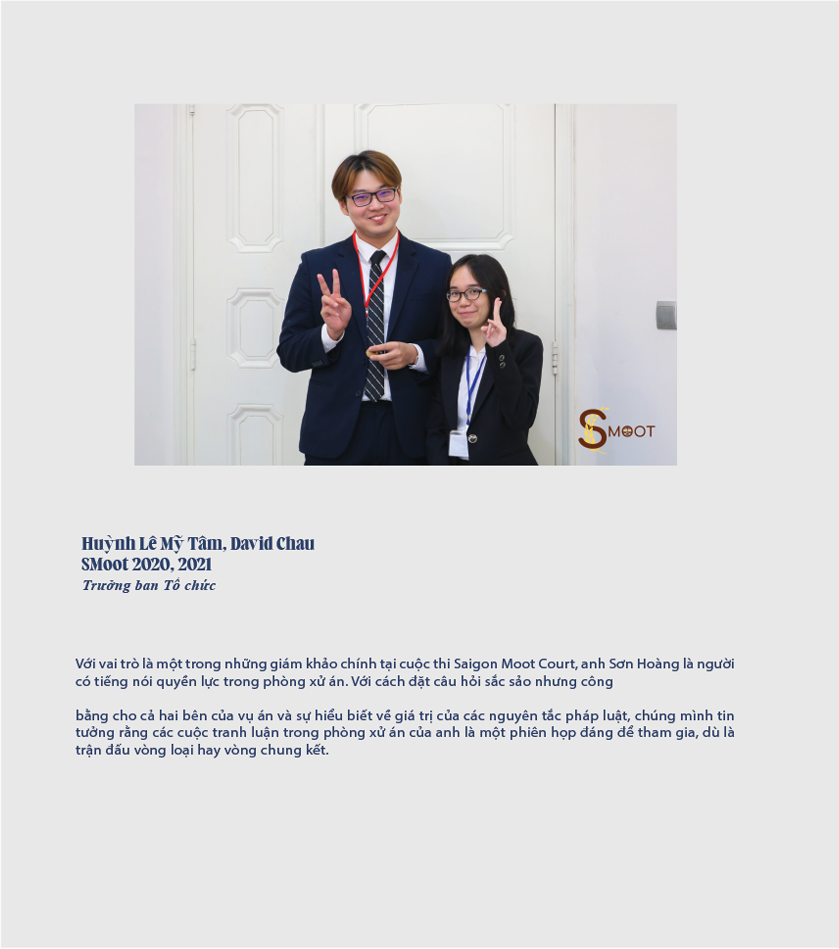 SMOOT
Huỳnh Lê Mỹ Tâm, David Chau
SMoot 2020, 2021
Trưởng ban Tổ chức
Với vai trò là một trong những giám khảo chính tại cuộc thi Saigon Moot Court, anh Sơn Hoàng là người
có tiếng nói quyền lực trong phòng xử án. Với cách đặt câu hỏi sắc sảo nhưng công
bằng cho cả hai bên của vụ án và sự hiểu biết về giá trị của các nguyên tắc pháp luật, chúng mình tin
tưởng rằng các cuộc tranh luận trong phòng xử án của anh là một phiên họp đáng để tham gia, dù là
trận đấu vòng loại hay vòng chung kết.